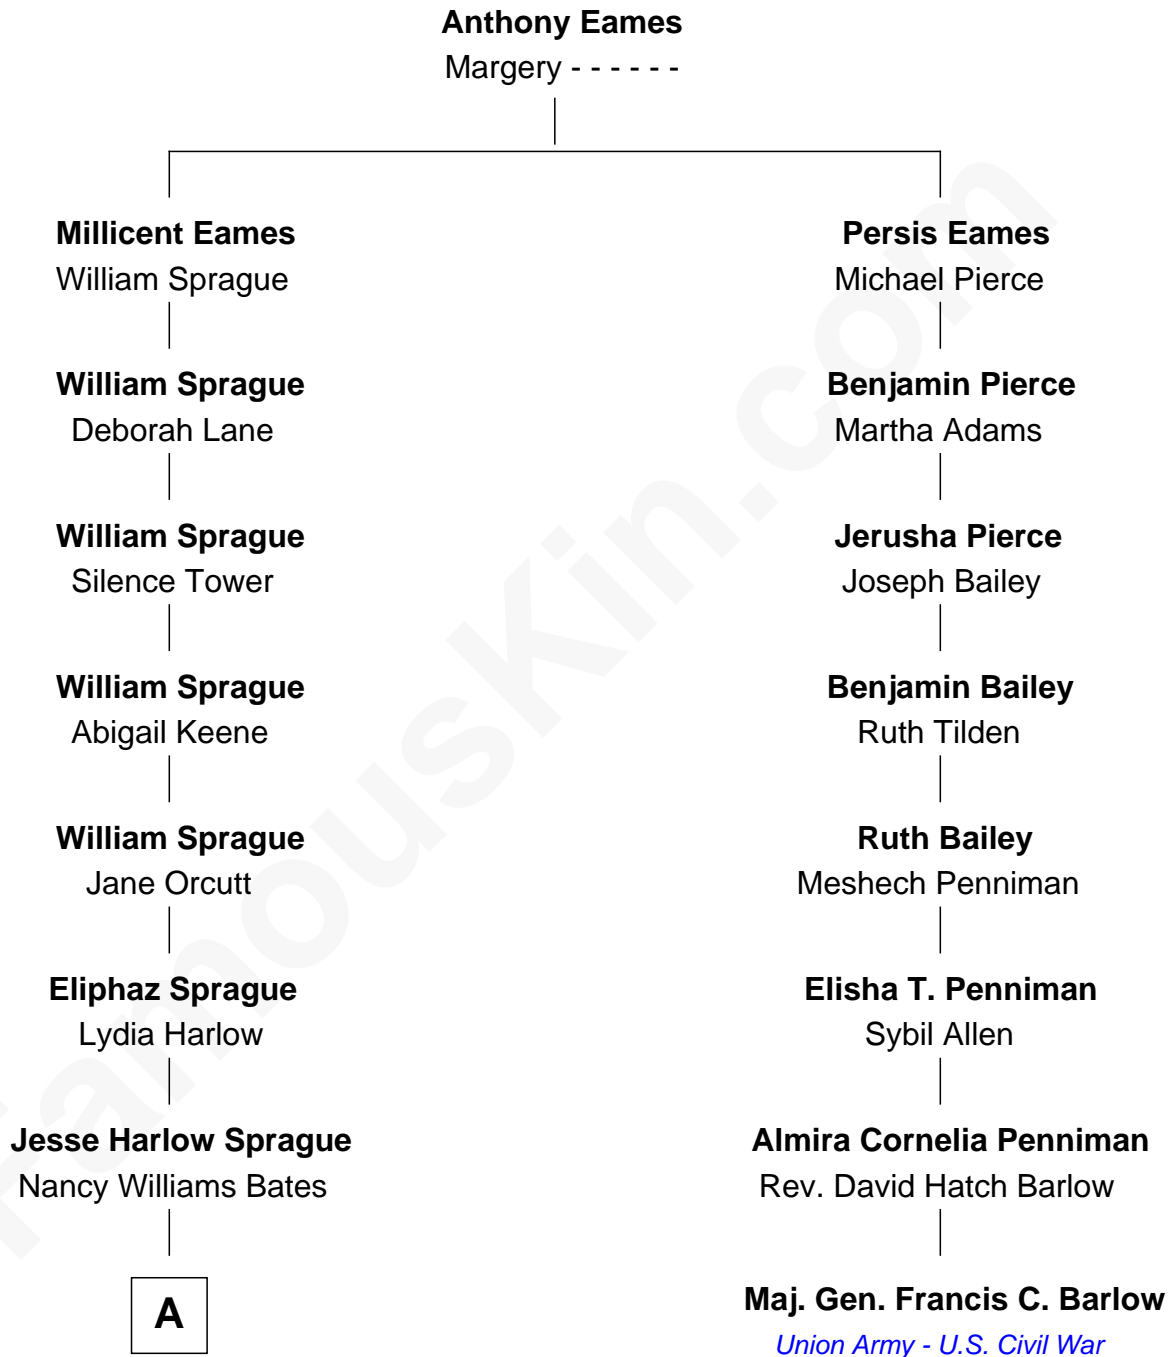 Anthony Eames
Margery - - - - - -
Millicent Eames
William Sprague
Persis Eames
Michael Pierce
William Sprague
Deborah Lane
Benjamin Pierce
Martha Adams
William Sprague
Silence Tower
Jerusha Pierce
Joseph Bailey
William Sprague
Abigail Keene
Benjamin Bailey
Ruth Tilden
William Sprague
Jane Orcutt
Ruth Bailey
Meshech Penniman
Eliphaz Sprague
Lydia Harlow
Elisha T. Penniman
Sybil Allen
Jesse Harlow Sprague
Nancy Williams Bates
Almira Cornelia Penniman
Rev. David Hatch Barlow
A
Maj. Gen. Francis C. Barlow
Union Army - U.S. Civil War
FamousKin.com